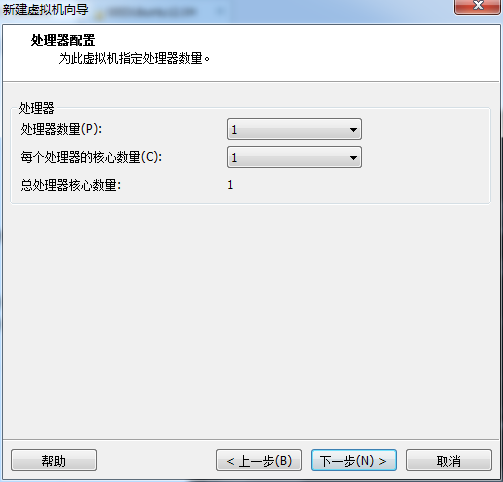 新建虚拟机向导
处理器配置
为此虚拟机指定处理器数量。
处理器
处理器数量(P): 1
每个处理器的核心数量(C): 1
总处理器核心数量: 1
帮助 < 上一步(B) 下一步(N) > 取消